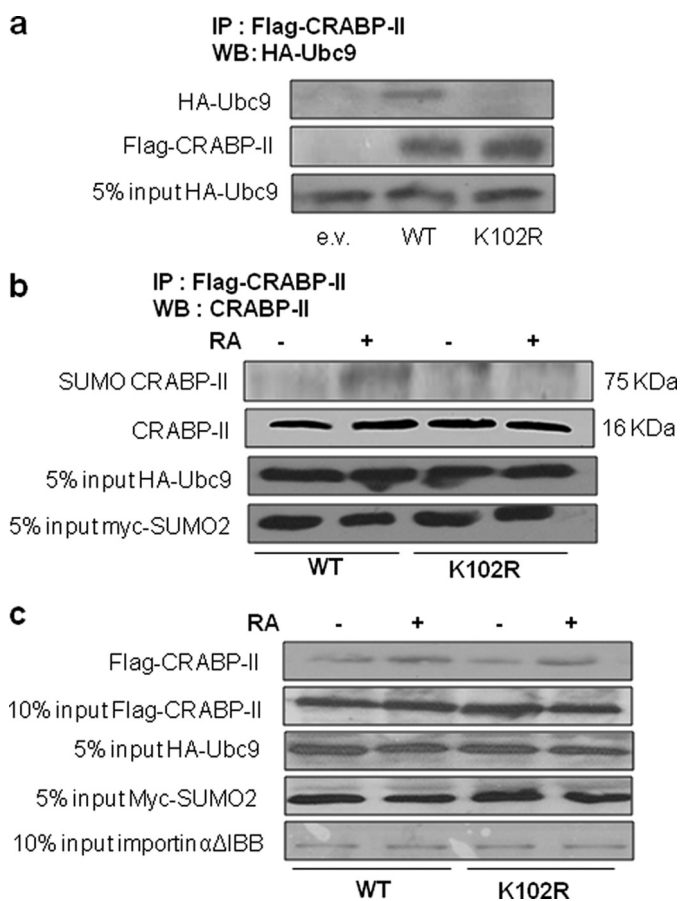 a
IP : Flag-CRABP-II
WB: HA-Ubc9
HA-Ubc9
Flag-CRABP-II
5% input HA-Ubc9
e.v. WT K102R
b
IP : Flag-CRABP-II
WB : CRABP-II
RA - + - +
SUMO CRABP-II 75 KDa
CRABP-II 16 KDa
5% input HA-Ubc9
5% input myc-SUMO2
WT K102R
c
RA - + - +
Flag-CRABP-II
10% input Flag-CRABP-II
5% input HA-Ubc9
5% input Myc-SUMO2
10% input importin αΔIBB
WT K102R